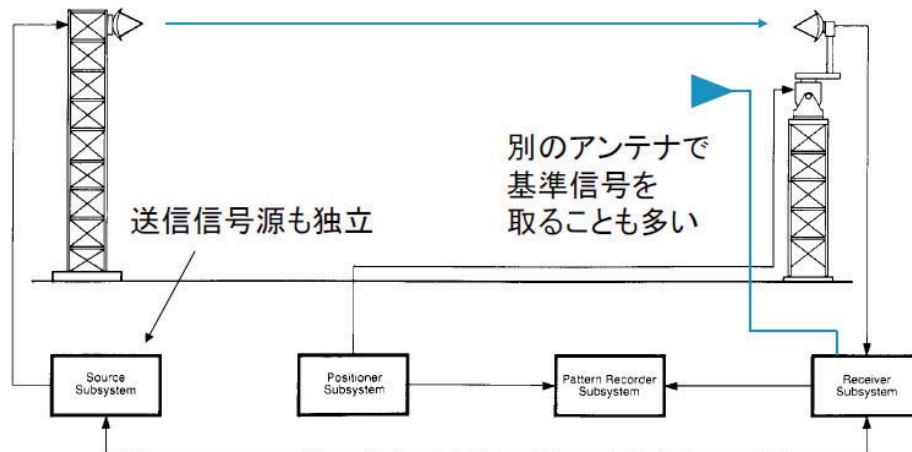 別のアンテナで
基準信号を
取ることも多い
送信信号源も独立
Source
Subsystem
Positioner
Subsystem
Pattern Recorder
Subsystem
Receiver
Subsystem